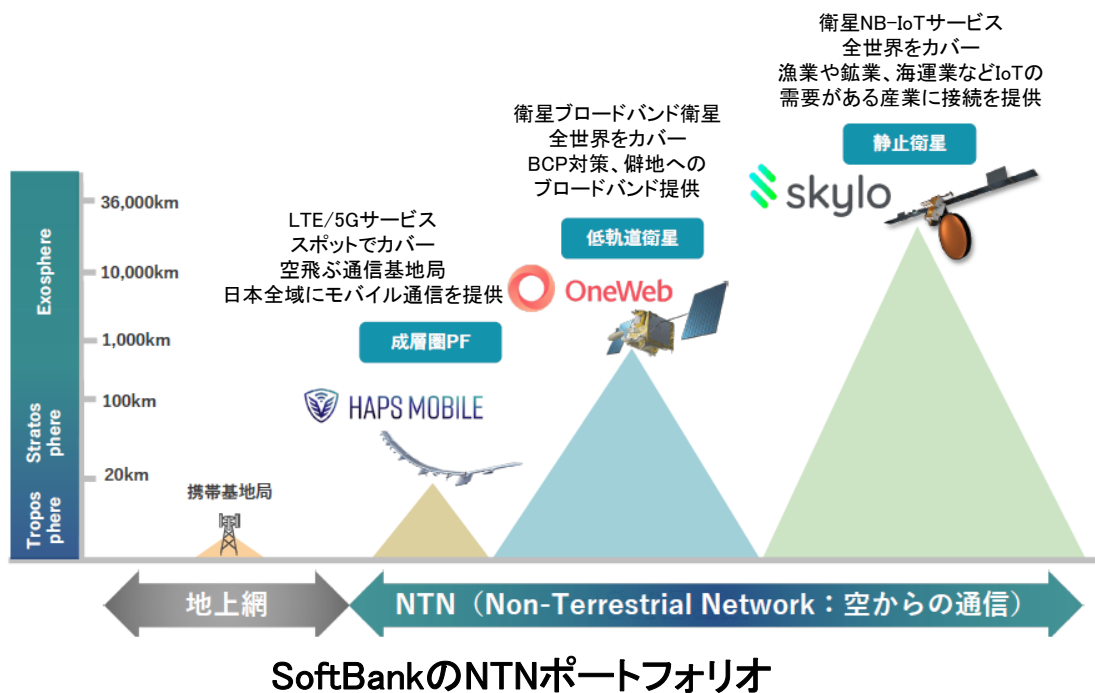 衛星NB-IoTサービス
全世界をカバー
漁業や鉱業、海運業などIoTの
需要がある産業に接続を提供
静止衛星
skylo
衛星ブロードバンド衛星
全世界をカバー
BCP対策、僻地への
ブロードバンド提供
低軌道衛星
OneWeb
LTE/5Gサービス
スポットでカバー
空飛ぶ通信基地局
日本全域にモバイル通信を提供
成層圏PF
HAPS MOBILE
携帯基地局
Exosphere
Stratos
phere
Tropos
phere
36,000km
10,000km
1,000km
100km
20km
地上網
NTN（Non-Terrestrial Network：空からの通信）
SoftBankのNTNポートフォリオ